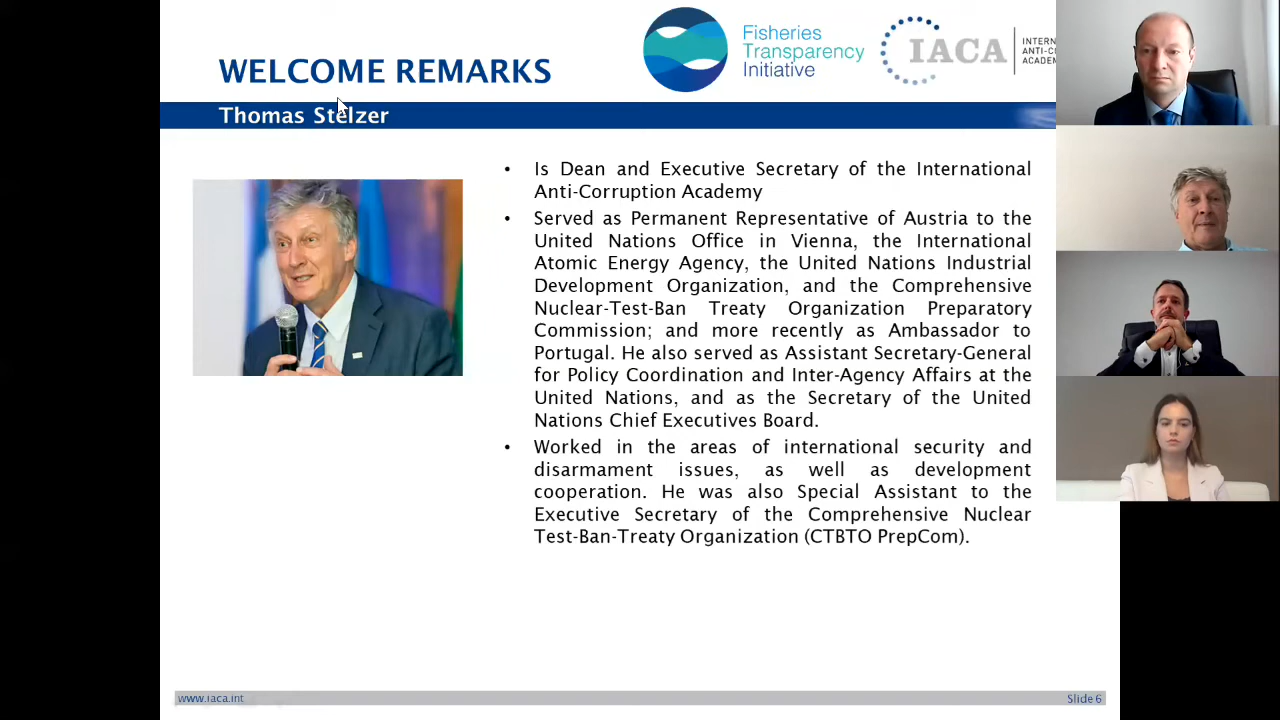 WELCOME REMARKS
Fisheries
Transparency
Initiative
IACA
INTERN
ANTI-CO
ACADEM
Thomas Stelzer
• Is Dean and Executive Secretary of the International
Anti-Corruption Academy
• Served as Permanent Representative of Austria to the
United Nations Office in Vienna, the International
Atomic Energy Agency, the United Nations Industrial
Development Organization, and the Comprehensive
Nuclear-Test-Ban Treaty Organization Preparatory
Commission; and more recently as Ambassador to
Portugal. He also served as Assistant Secretary-General
for Policy Coordination and Inter-Agency Affairs at the
United Nations, and as the Secretary of the United
Nations Chief Executives Board.
• Worked in the areas of international security and
disarmament issues, as well as development
cooperation. He was also Special Assistant to the
Executive Secretary of the Comprehensive Nuclear
Test-Ban-Treaty Organization (CTBTO PrepCom).
www.iaca.int
Slide 6